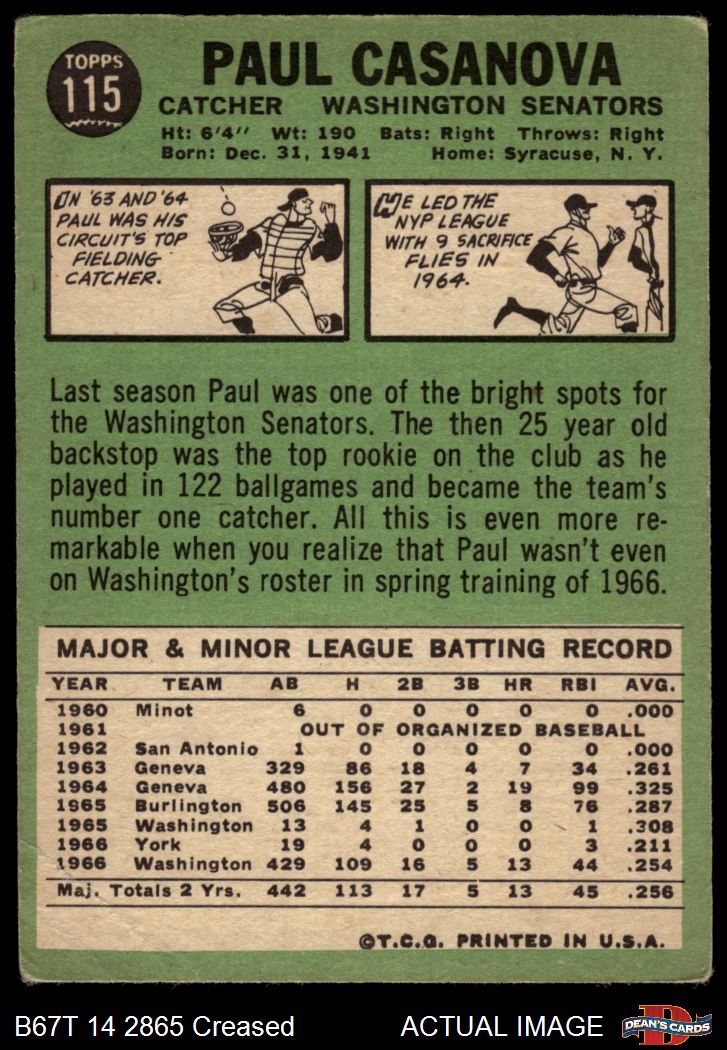 TOPPS
115
PAUL CASANOVA
CATCHER WASHINGTON SENATORS
Ht: 6'4" Wt: 190 Bats: Right Throws: Right
Born: Dec. 31, 1941 Home: Syracuse, N. Y.
IN '63 AND '64
PAUL WAS HIS
CIRCUIT'S TOP
FIELDING
CATCHER.
HE LED THE
NYP LEAGUE
WITH 9 SACRIFICE
FLIES IN
1964.
Last season Paul was one of the bright spots for
the Washington Senators. The then 25 year old
backstop was the top rookie on the club as he
played in 122 ballgames and became the team's
number one catcher. All this is even more re-
markable when you realize that Paul wasn't even
on Washington's roster in spring training of 1966.
MAJOR & MINOR LEAGUE BATTING RECORD
YEAR TEAM AB H 2B 3B HR RBI AVG.
1960 Minot 6 0 0 0 0 0 .000
1961 OUT OF ORGANIZED BASEBALL
1962 San Antonio 1 0 0 0 0 0 .000
1963 Geneva 329 86 18 4 7 34 .261
1964 Geneva 480 156 27 2 19 99 .325
1965 Burlington 506 145 25 5 8 76 .287
1965 Washington 13 4 1 0 0 1 .308
1966 York 19 4 0 0 0 3 .211
1966 Washington 429 109 16 5 13 44 .254
Maj. Totals 2 Yrs. 442 113 17 5 13 45 .256
©T.C.G. PRINTED IN U.S.A.
B67T 14 2865 Creased ACTUAL IMAGE
DEAN'S CARDS